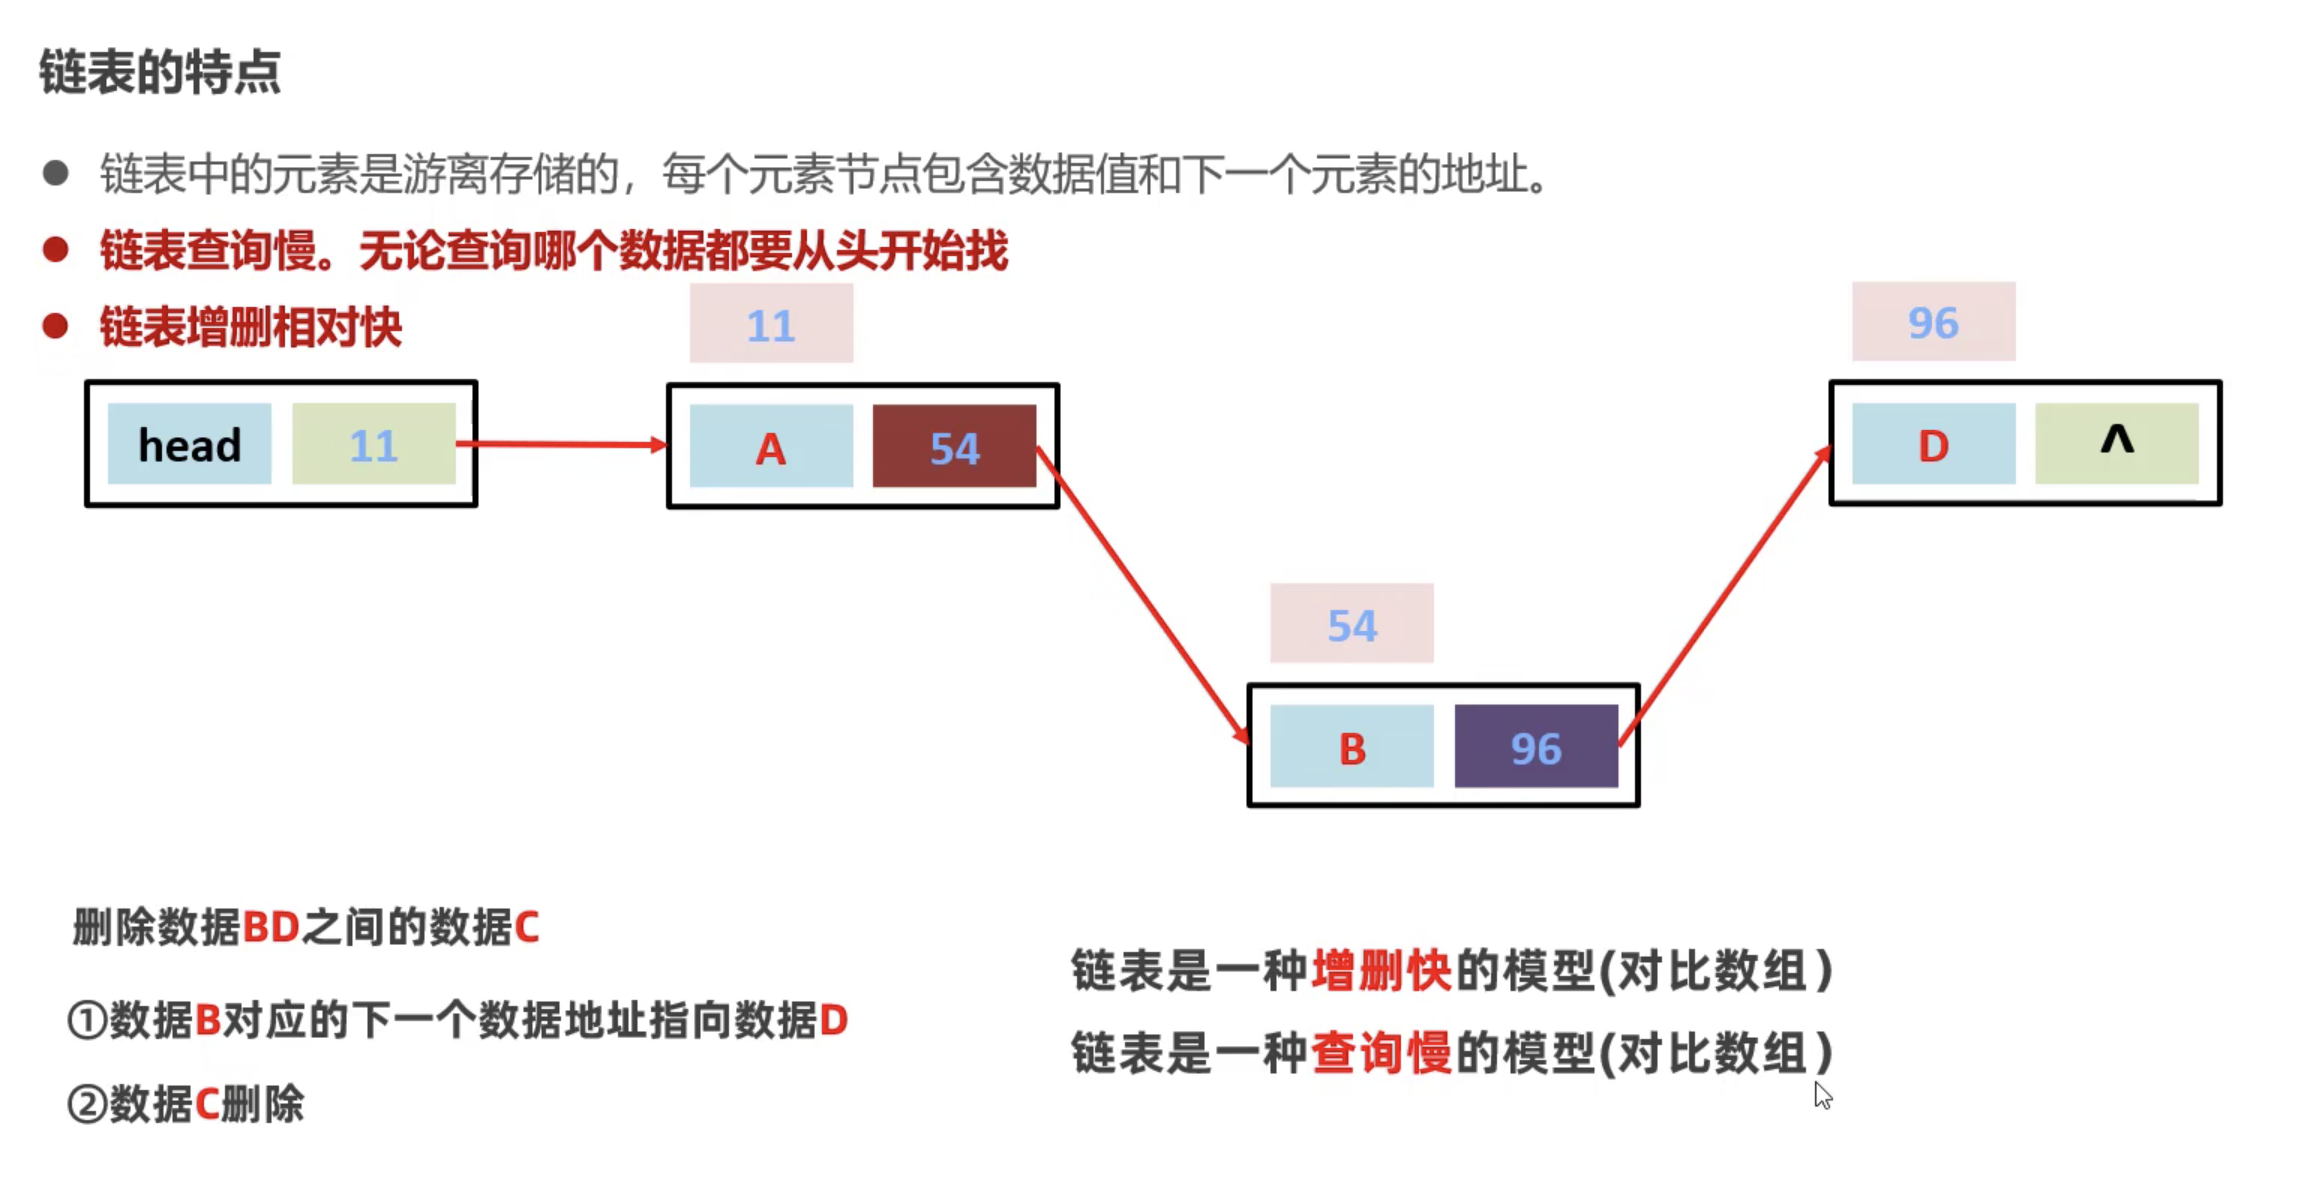 链表的特点
链表中的元素是游离存储的，每个元素节点包含数据值和下一个元素的地址。
链表查询慢。无论查询哪个数据都要从头开始找
链表增删相对快
11
96
head 11
A 54
D ^
54
B 96
删除数据BD之间的数据C
①数据B对应的下一个数据地址指向数据D
②数据C删除
链表是一种增删快的模型(对比数组）
链表是一种查询慢的模型(对比数组）